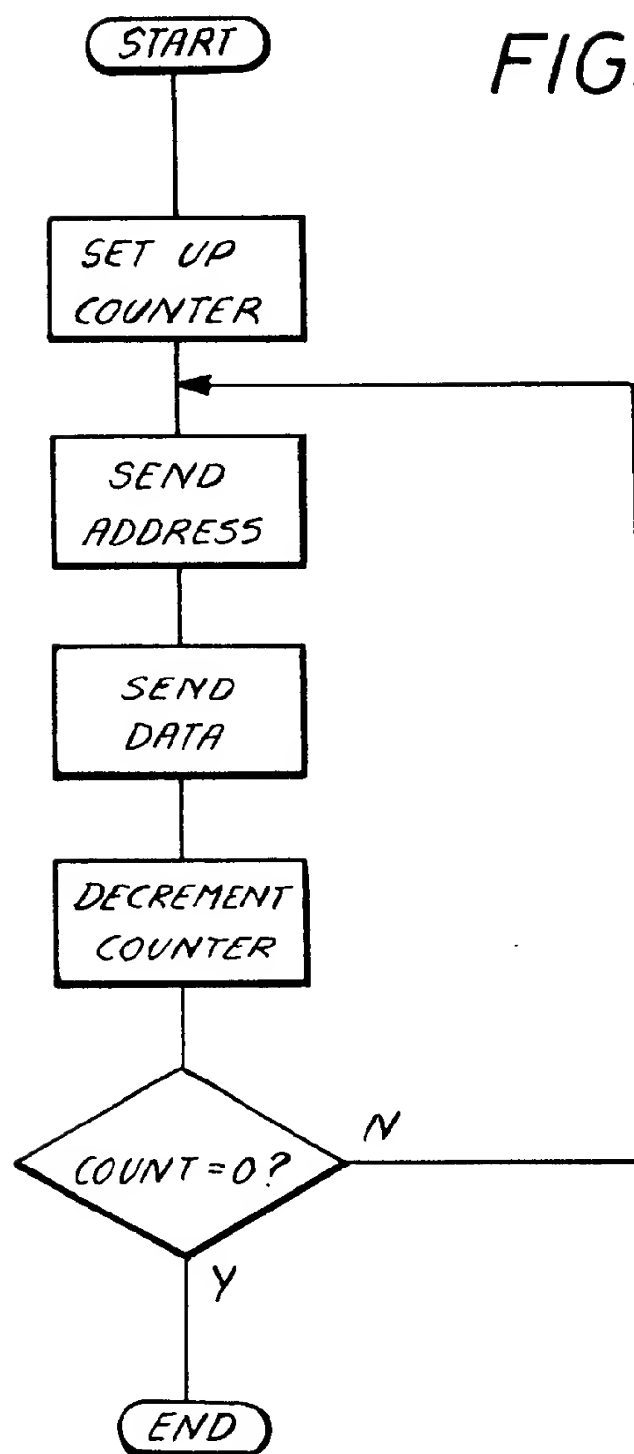 START
FIG.
SET UP
COUNTER
SEND
ADDRESS
SEND
DATA
DECREMENT
COUNTER
COUNT=0?
N
Y
END